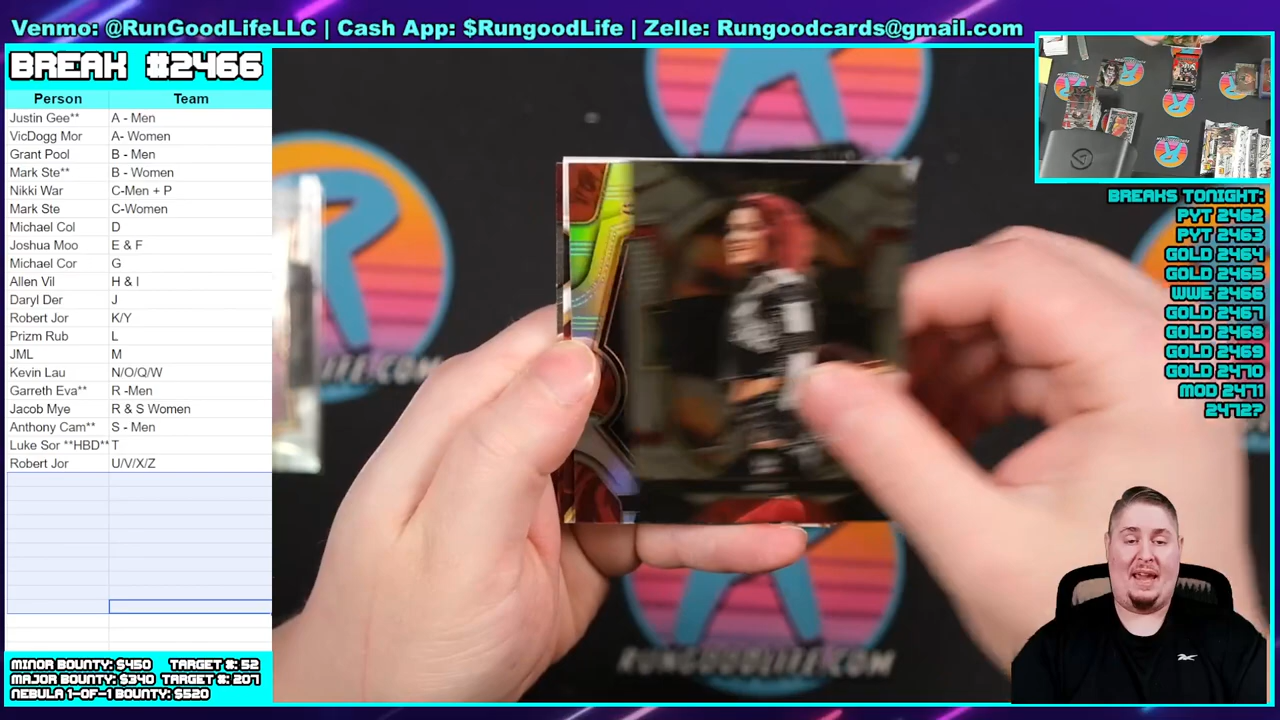 Venmo: @RunGoodLifeLLC | Cash App: $RungoodLife | Zelle: Rungoodcards@gmail.com
BREAK #2466
Person Team
Justin Gee** A - Men
VicDogg Mor A- Women
Grant Pool B - Men
Mark Ste** B - Women
Nikki War C-Men + P
Mark Ste C-Women
Michael Col D
Joshua Moo E & F
Michael Cor G
Allen Vil H & I
Daryl Der J
Robert Jor K/Y
Prizm Rub L
JML M
Kevin Lau N/O/Q/W
Garreth Eva** R -Men
Jacob Mye R & S Women
Anthony Cam** S - Men
Luke Sor **HBD** T
Robert Jor U/V/X/Z
MINOR BOUNTY: $450 TARGET #: 52
MAJOR BOUNTY: $340 TARGET #: 207
NEBULA 1-OF-1 BOUNTY: $520
BREAKS TONIGHT:
PYT 2462
PYT 2463
GOLD 2464
GOLD 2465
WWE 2466
GOLD 2467
GOLD 2468
GOLD 2469
GOLD 2470
MOD 2471
2472?
RUNGOODLIFE.COM